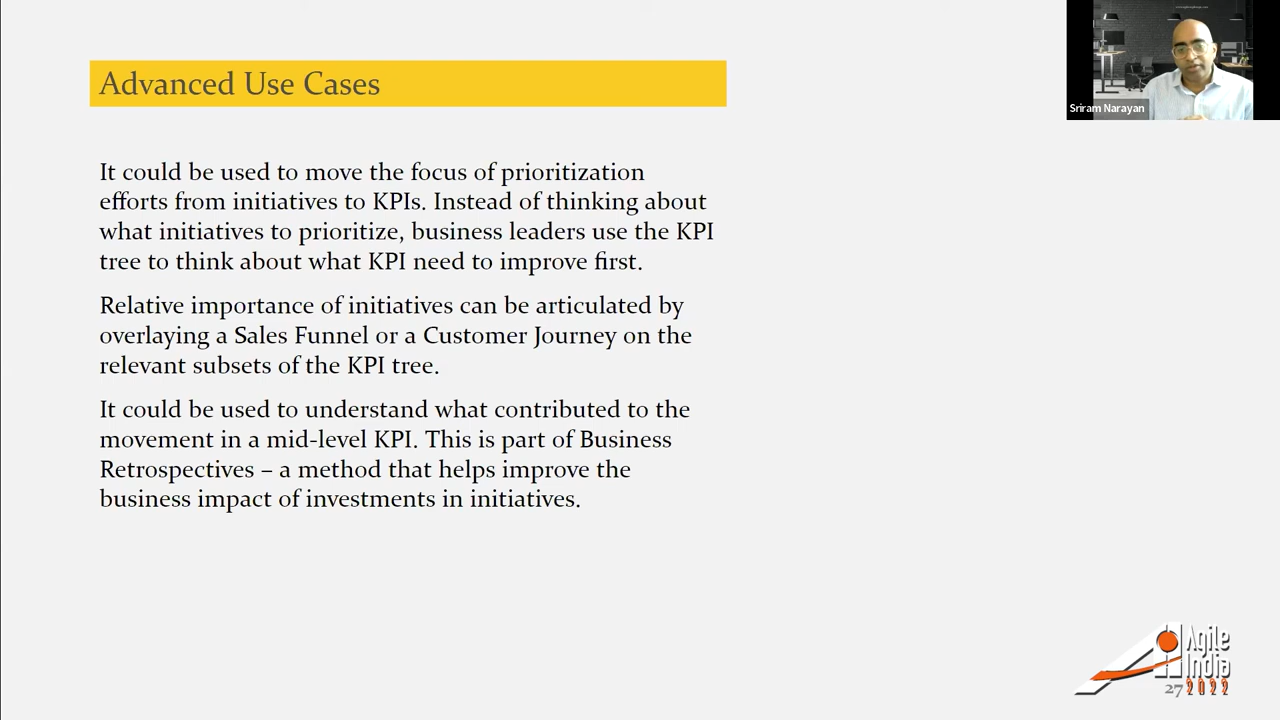 Advanced Use Cases
Sriram Narayan
It could be used to move the focus of prioritization
efforts from initiatives to KPIs. Instead of thinking about
what initiatives to prioritize, business leaders use the KPI
tree to think about what KPI need to improve first.
Relative importance of initiatives can be articulated by
overlaying a Sales Funnel or a Customer Journey on the
relevant subsets of the KPI tree.
It could be used to understand what contributed to the
movement in a mid-level KPI. This is part of Business
Retrospectives – a method that helps improve the
business impact of investments in initiatives.
Agile
India
27 2022